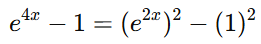 e^{4x} − 1 = (e^{2x})^2 − (1)^2